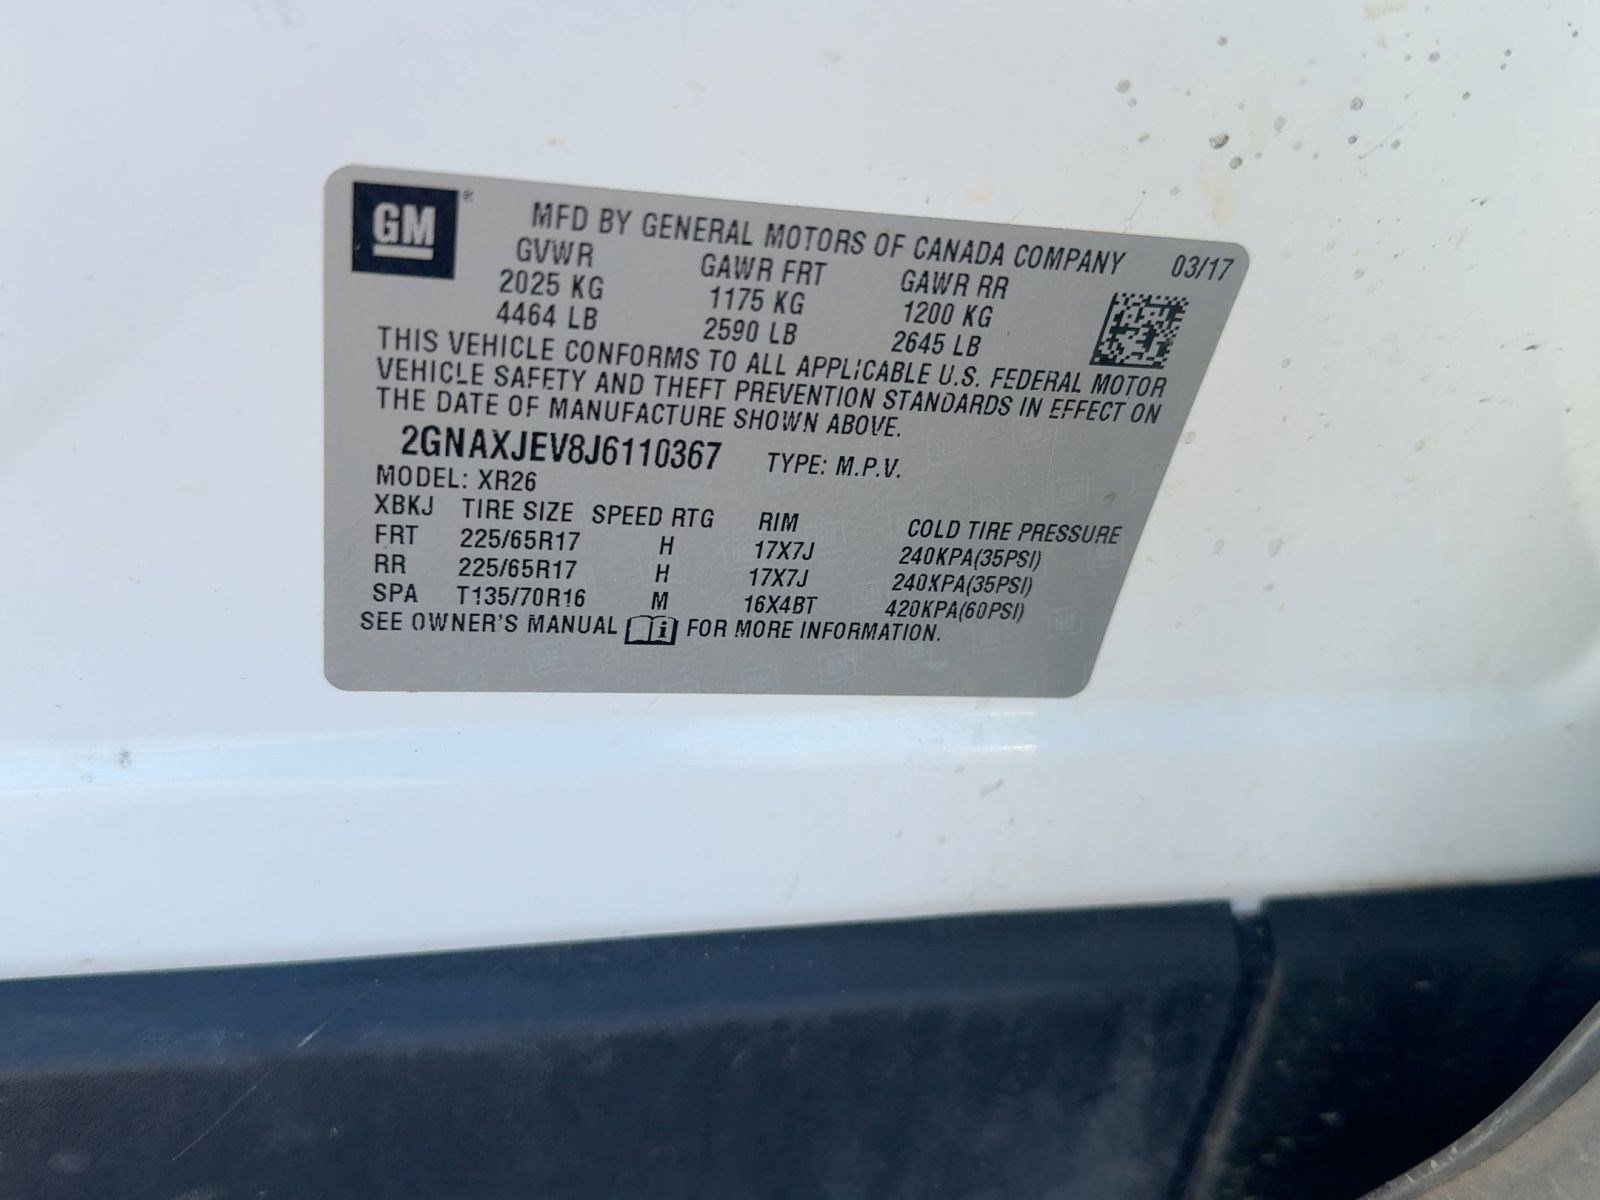 GM ®
MFD BY GENERAL MOTORS OF CANADA COMPANY 03/17
GVWR GAWR FRT GAWR RR
2025 KG 1175 KG 1200 KG
4464 LB 2590 LB 2645 LB
THIS VEHICLE CONFORMS TO ALL APPLICABLE U.S. FEDERAL MOTOR
VEHICLE SAFETY AND THEFT PREVENTION STANDARDS IN EFFECT ON
THE DATE OF MANUFACTURE SHOWN ABOVE.
2GNAXJEV8J6110367 TYPE: M.P.V.
MODEL: XR26
XBKJ TIRE SIZE SPEED RTG RIM COLD TIRE PRESSURE
FRT 225/65R17 H 17X7J 240KPA(35PSI)
RR 225/65R17 H 17X7J 240KPA(35PSI)
SPA T135/70R16 M 16X4BT 420KPA(60PSI)
SEE OWNER'S MANUAL i FOR MORE INFORMATION.